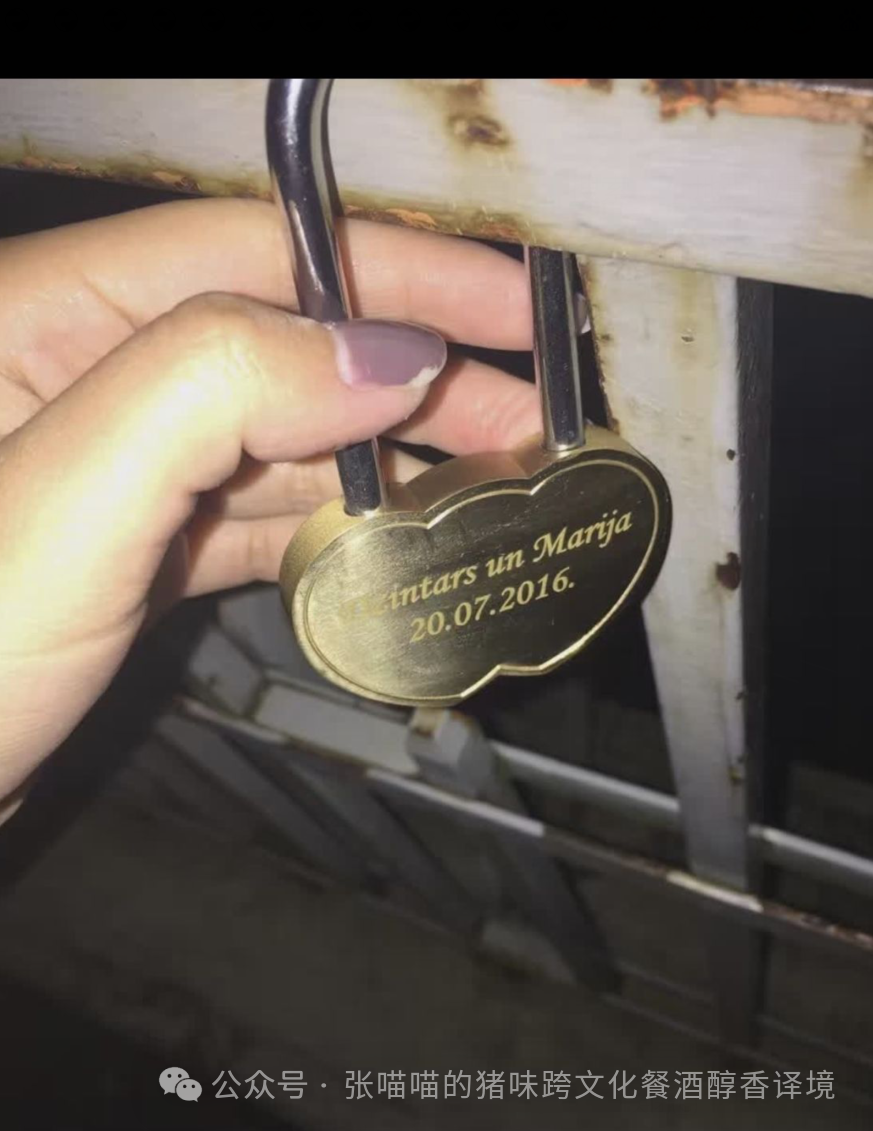 un Marija
20.07.2016.
公众号 · 张喵喵的猪味跨文化餐酒醇香译境